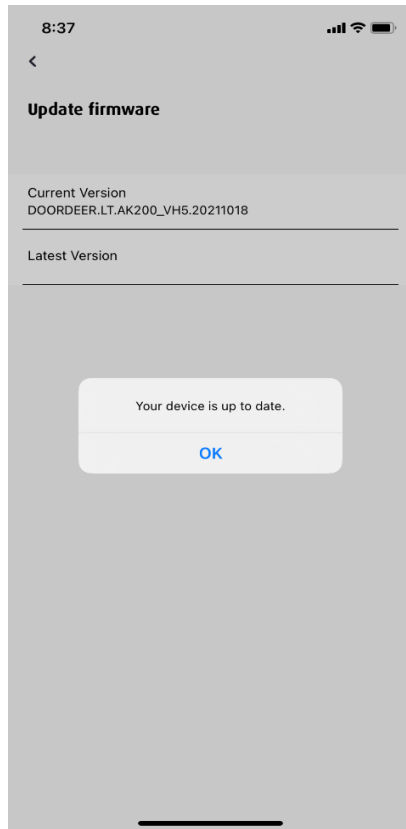 8:37
Update firmware
Current Version
DOORDEER.LT.AK200_VH5.20211018
Latest Version
Your device is up to date.
OK